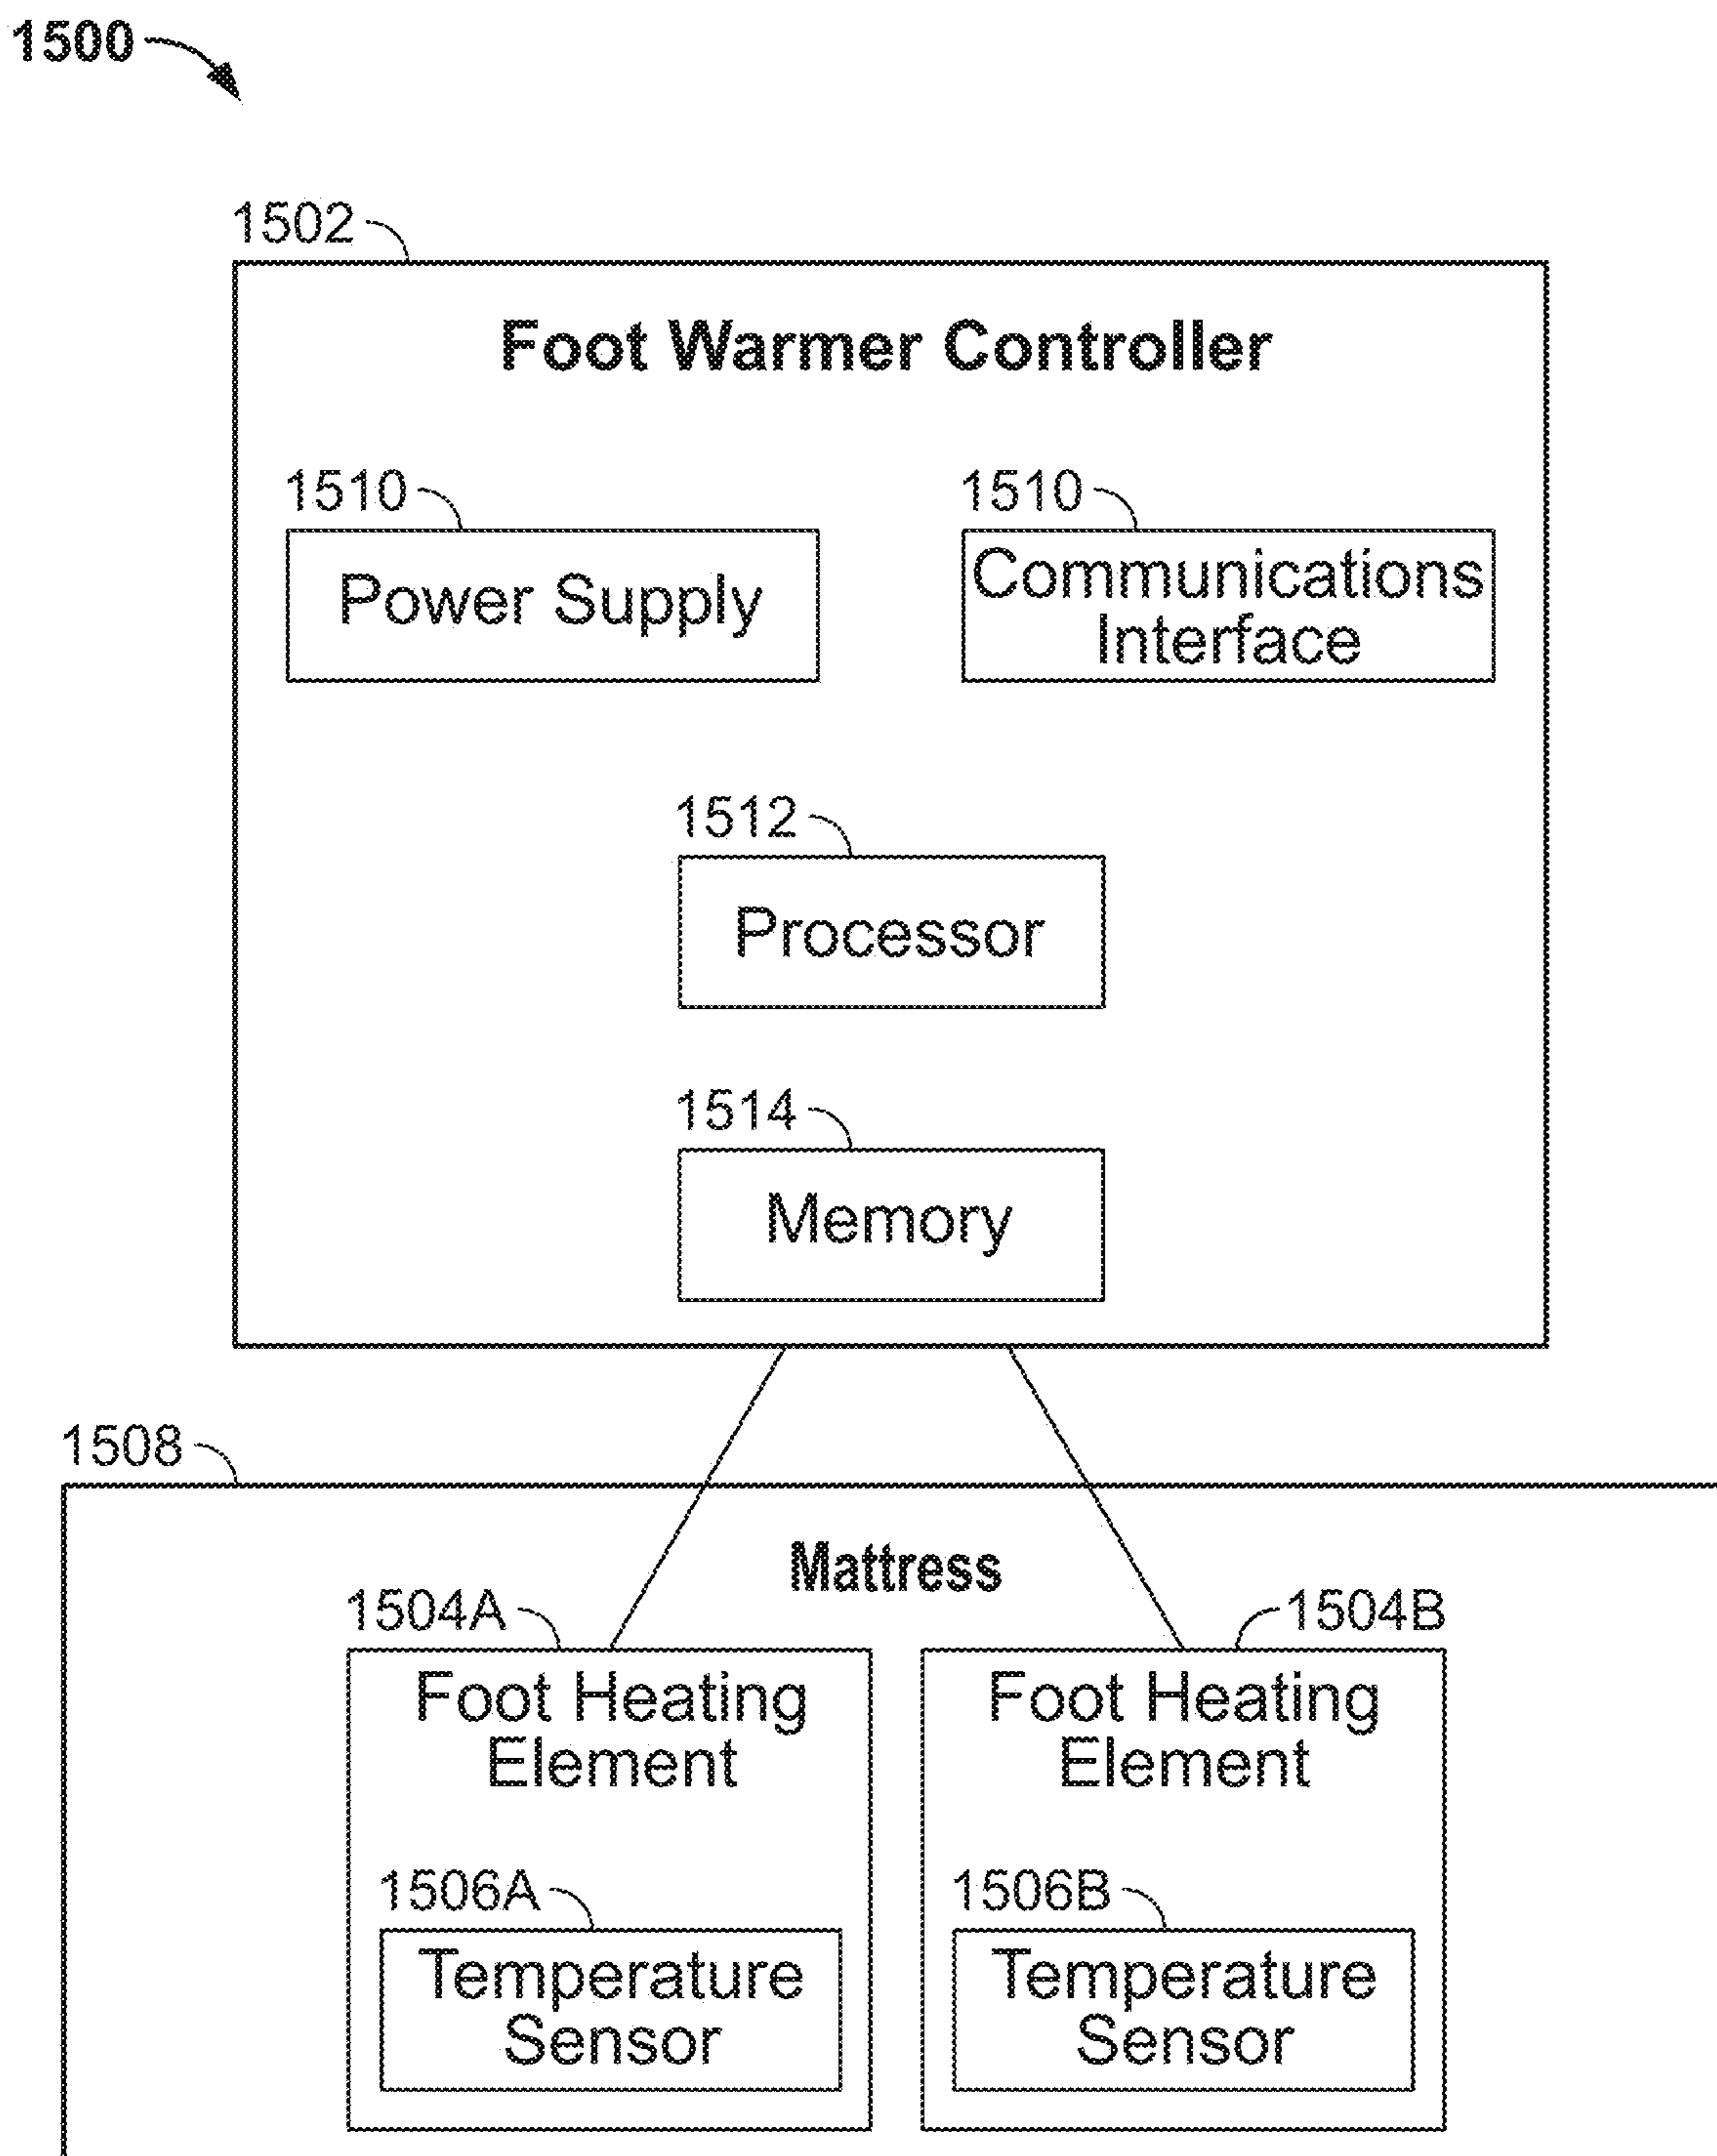 1500
1502
Foot Warmer Controller
1510
1510
Power Supply
Communications
Interface
1512
Processor
1514
Memory
1508
Mattress
1504A
1504B
Foot Heating
Element
Foot Heating
Element
1506A
1506B
Temperature
Sensor
Temperature
Sensor